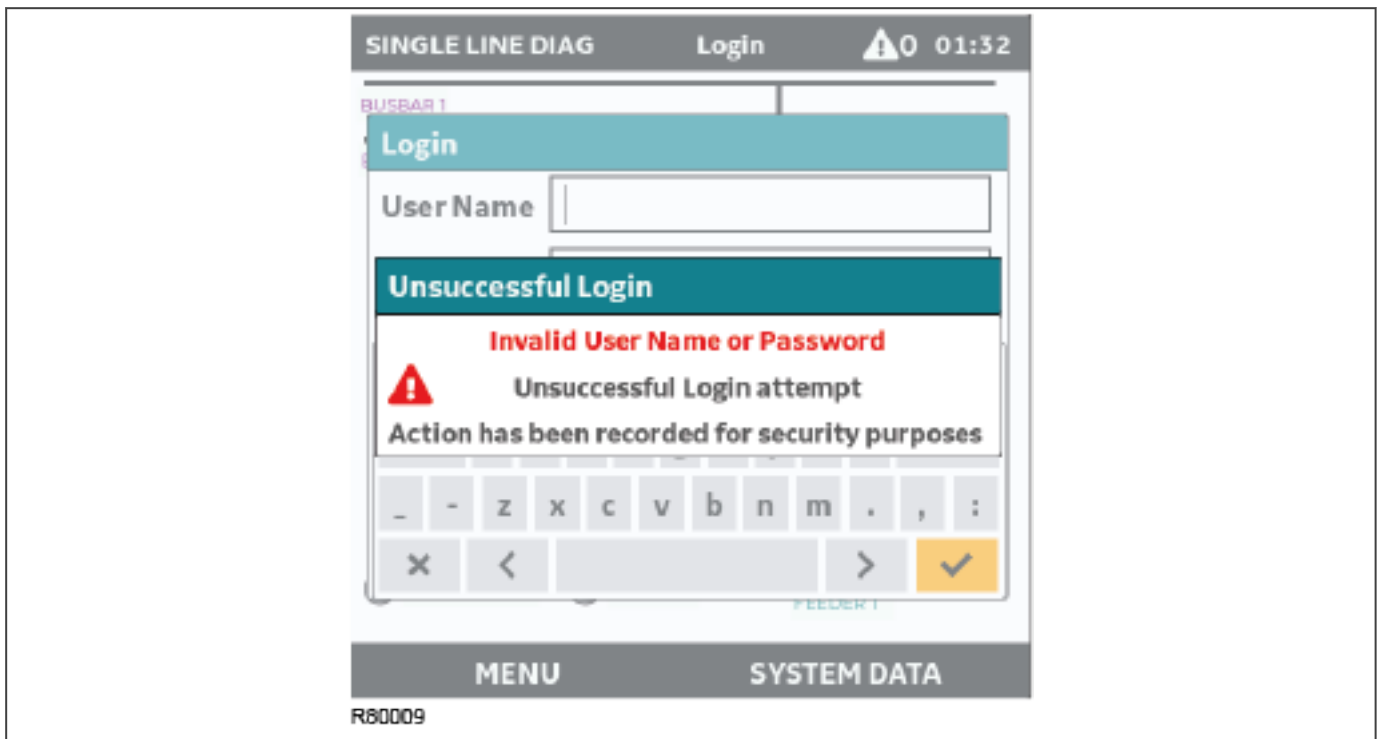 SINGLE LINE DIAG Login 0 01:32
BUSBAR 1
Login
User Name
Unsuccessful Login
Invalid User Name or Password
Unsuccessful Login attempt
Action has been recorded for security purposes
_ - z x c v b n m . , :
FEEDER 1
MENU SYSTEM DATA
R80009